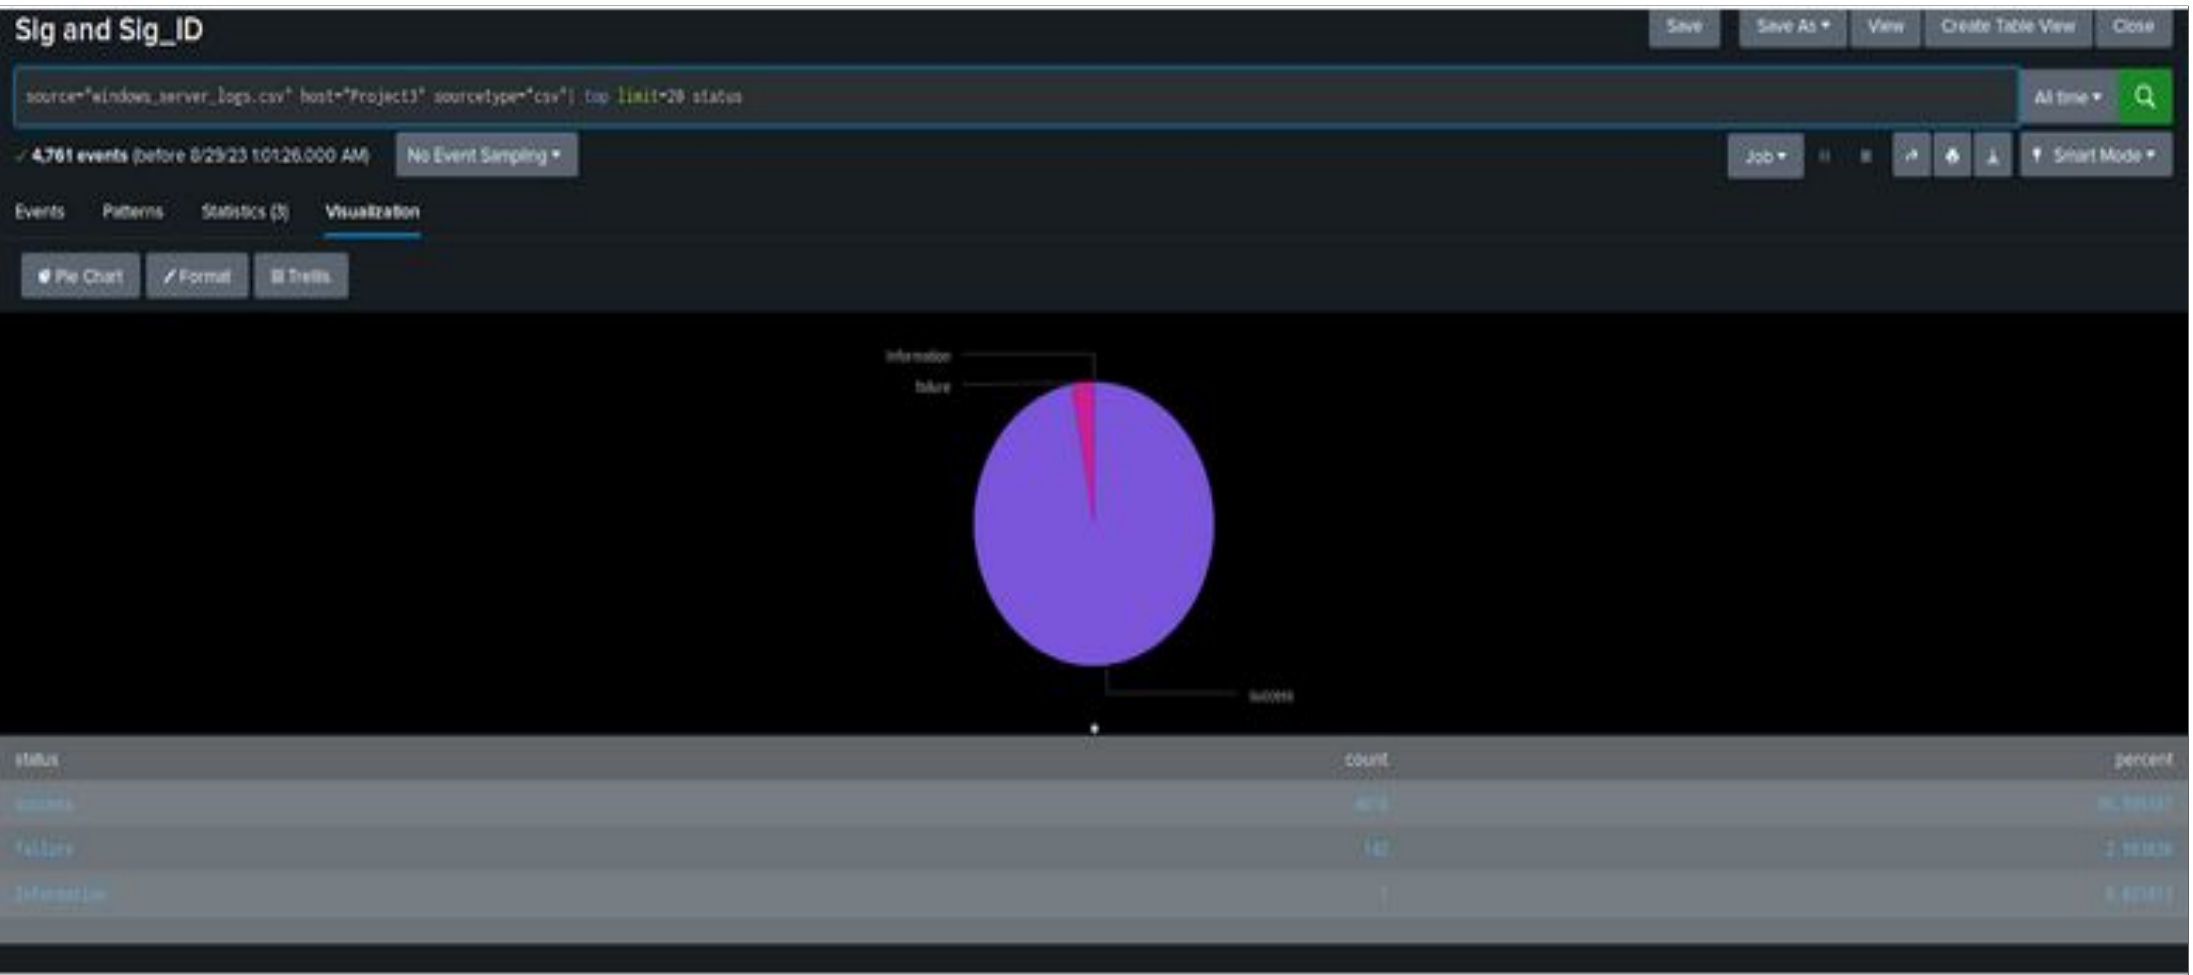 Sig and Sig_ID
Save
Save As
View
Create Table View
Close
source="windows_server_logs.csv" host="Project3" sourcetype="csv"| top limit=20 status
All time
4,761 events (before 8/29/23 1:01:26.000 AM)
No Event Sampling
Job
Smart Mode
Events
Patterns
Statistics (3)
Visualization
Pie Chart
Format
Trellis
Information
failure
success
status count percent
success
failure 142
Information 1